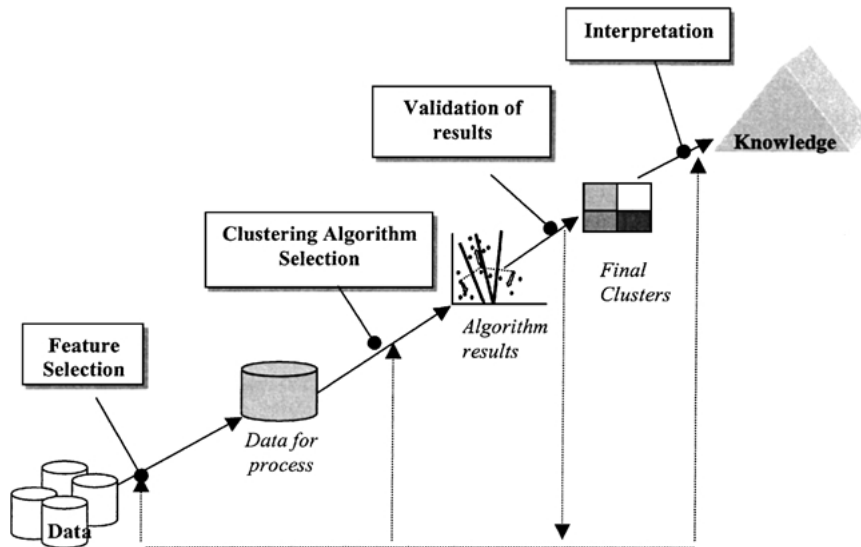 Interpretation
Validation of
results
Knowledge
Clustering Algorithm
Selection
Final
Clusters
Algorithm
results
Feature
Selection
Data for
process
Data